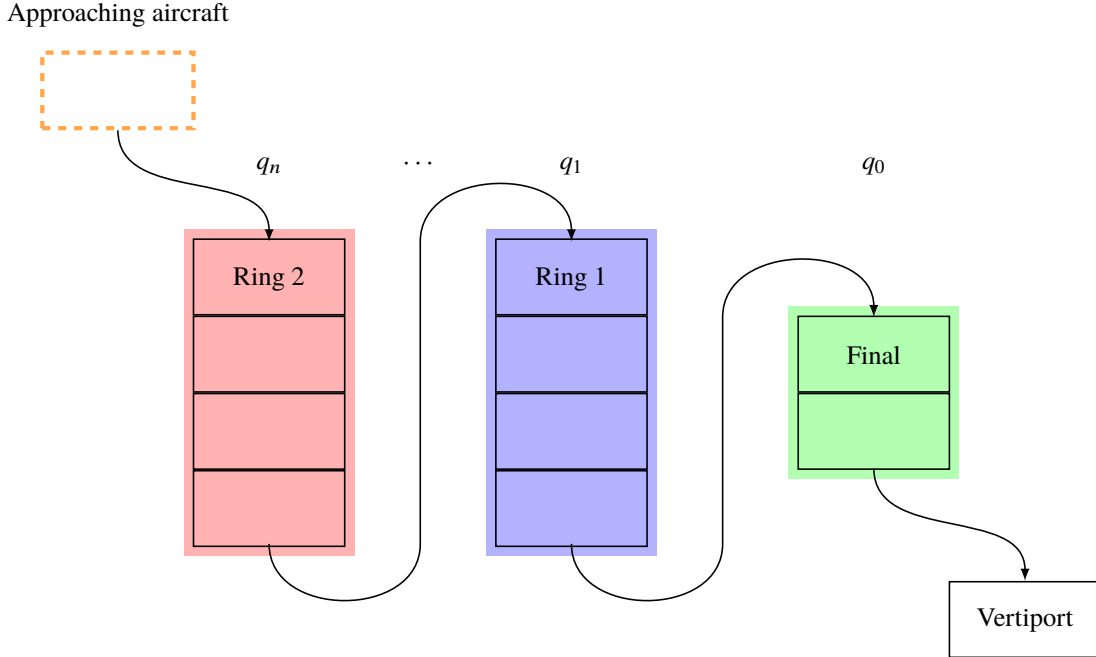 Approaching aircraft
qₙ ··· q₁ q₀
Ring 2 Ring 1
Final
Vertiport